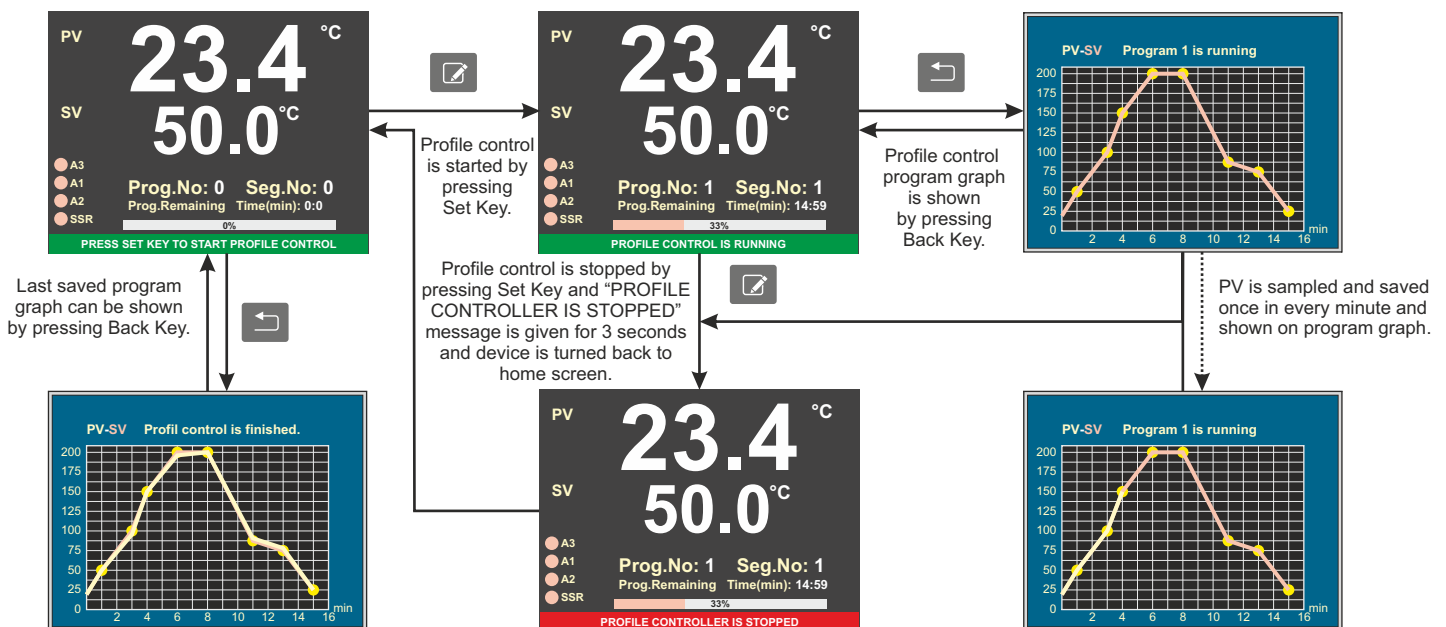 PV
23.4 °C
SV
50.0 °C
A3
A1
A2
SSR
Prog.No: 0 Seg.No: 0
Prog.Remaining Time(min): 0:0
0%
PRESS SET KEY TO START PROFILE CONTROL
Profile control
is started by
pressing
Set Key.
PV
23.4 °C
SV
50.0 °C
A3
A1
A2
SSR
Prog.No: 1 Seg.No: 1
Prog.Remaining Time(min): 14:59
33%
PROFILE CONTROL IS RUNNING
Profile control
program graph
is shown
by pressing
Back Key.
PV-SV Program 1 is running
200
175
150
125
100
75
50
25
0
2 4 6 8 10 12 14 16
min
Last saved program
graph can be shown
by pressing Back Key.
Profile control is stopped by
pressing Set Key and “PROFILE
CONTROLLER IS STOPPED”
message is given for 3 seconds
and device is turned back to
home screen.
PV is sampled and saved
once in every minute and
shown on program graph.
PV-SV Profil control is finished.
200
175
150
125
100
75
50
25
0
2 4 6 8 10 12 14 16
min
PV
23.4 °C
SV
50.0 °C
A3
A1
A2
SSR
Prog.No: 1 Seg.No: 1
Prog.Remaining Time(min): 14:59
33%
PROFILE CONTROLLER IS STOPPED
PV-SV Program 1 is running
200
175
150
125
100
75
50
25
0
2 4 6 8 10 12 14 16
min